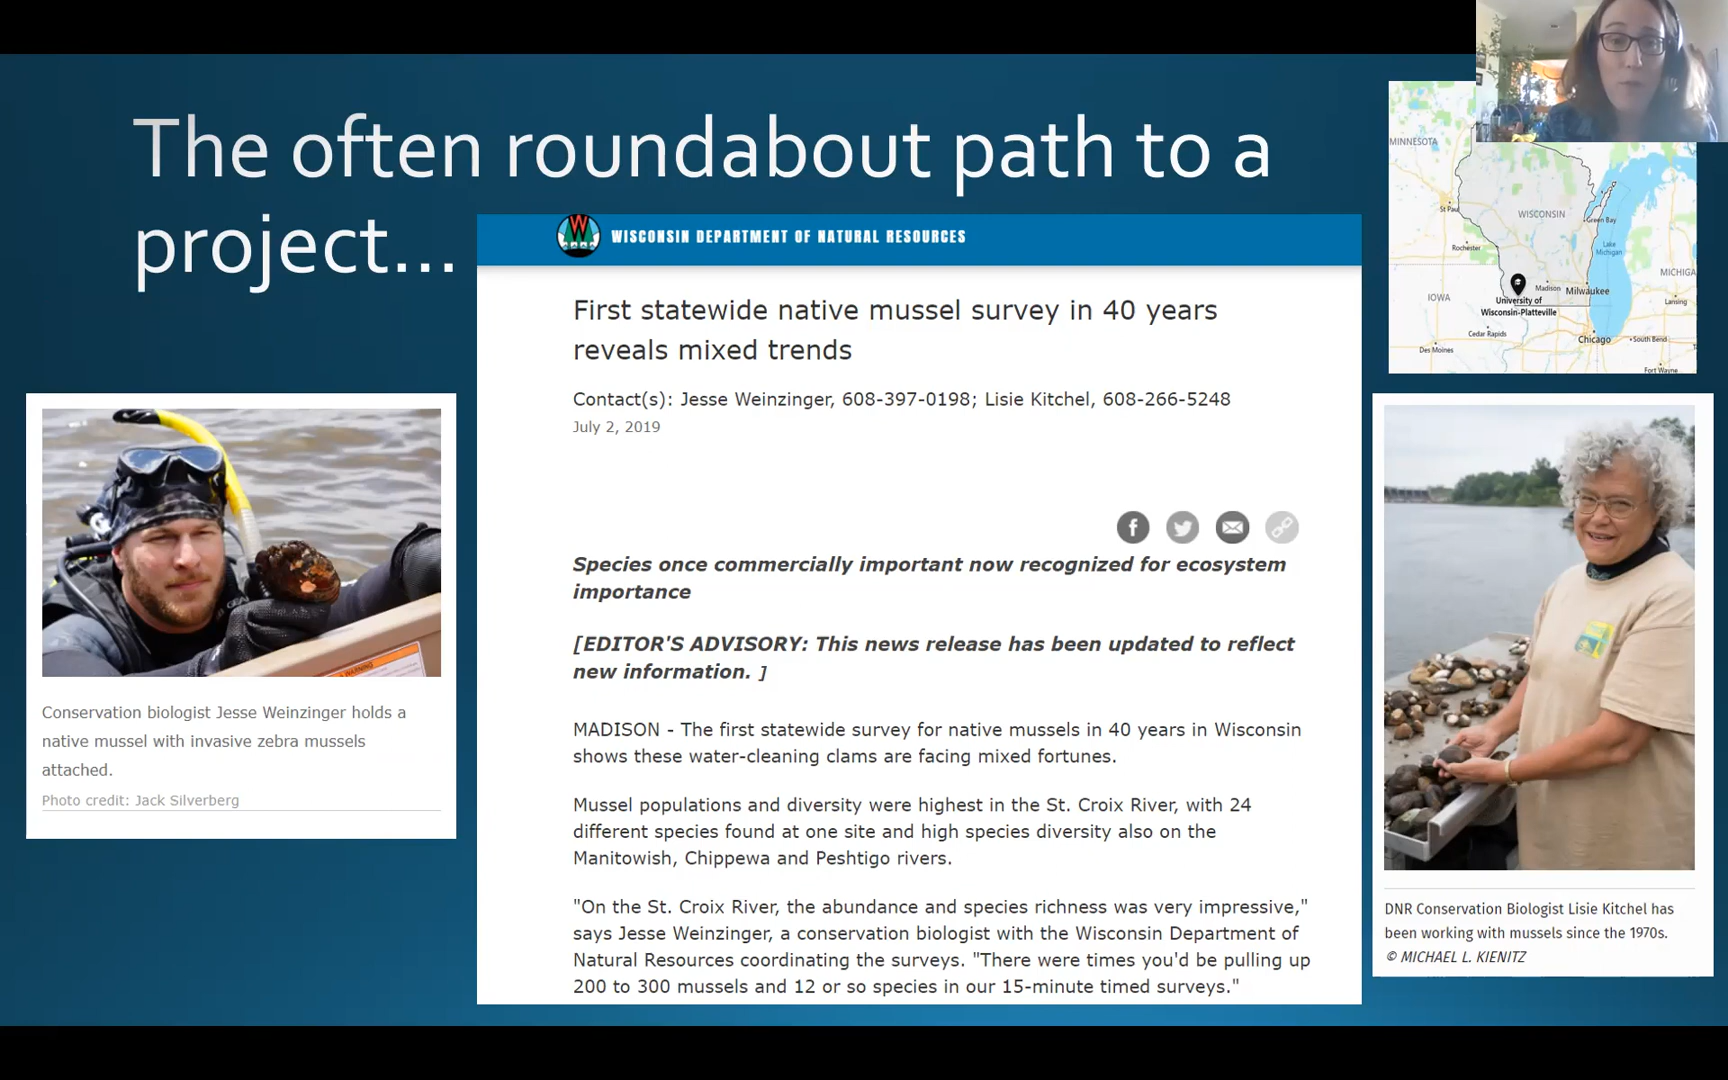 The often roundabout path to a
project...
WISCONSIN DEPARTMENT OF NATURAL RESOURCES
First statewide native mussel survey in 40 years
reveals mixed trends
Contact(s): Jesse Weinzinger, 608-397-0198; Lisie Kitchel, 608-266-5248
July 2, 2019
Species once commercially important now recognized for ecosystem
importance
[EDITOR'S ADVISORY: This news release has been updated to reflect
new information. ]
MADISON - The first statewide survey for native mussels in 40 years in Wisconsin
shows these water-cleaning clams are facing mixed fortunes.
Mussel populations and diversity were highest in the St. Croix River, with 24
different species found at one site and high species diversity also on the
Manitowish, Chippewa and Peshtigo rivers.
"On the St. Croix River, the abundance and species richness was very impressive,"
says Jesse Weinzinger, a conservation biologist with the Wisconsin Department of
Natural Resources coordinating the surveys. "There were times you'd be pulling up
200 to 300 mussels and 12 or so species in our 15-minute timed surveys."
WARNING
Conservation biologist Jesse Weinzinger holds a
native mussel with invasive zebra mussels
attached.
Photo credit: Jack Silverberg
MINNESOTA
St Paul
WISCONSIN
Green Bay
Rochester
Lake
Michigan
MICHIGA
IOWA
Madison
Milwaukee
Lansing
University of
Wisconsin-Platteville
Cedar Rapids
Chicago
South Bend
Des Moines
Fort Wayne
DNR Conservation Biologist Lisie Kitchel has
been working with mussels since the 1970s.
© MICHAEL L. KIENITZ